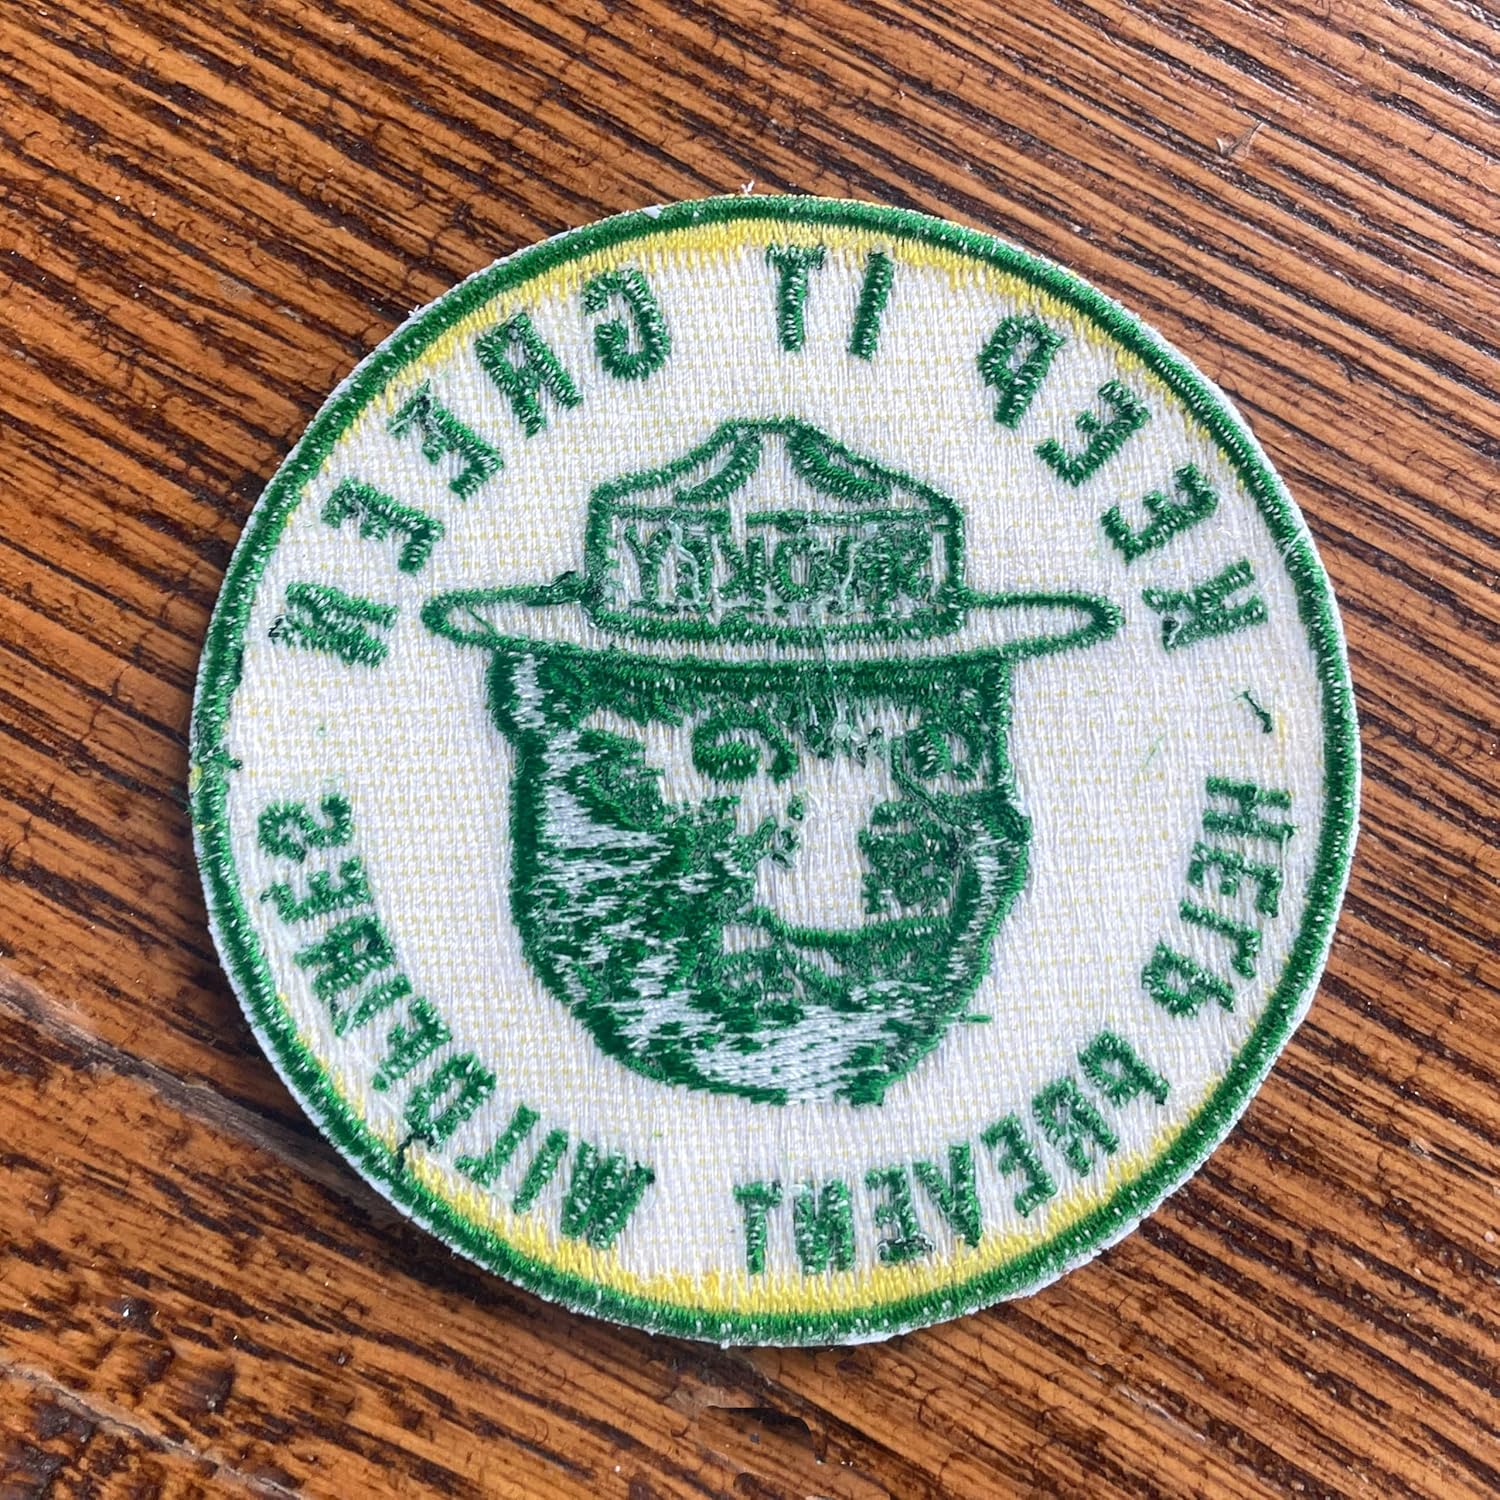 KEEP IT GREEN
SMOKEY
HELP PREVENT WILDFIRES